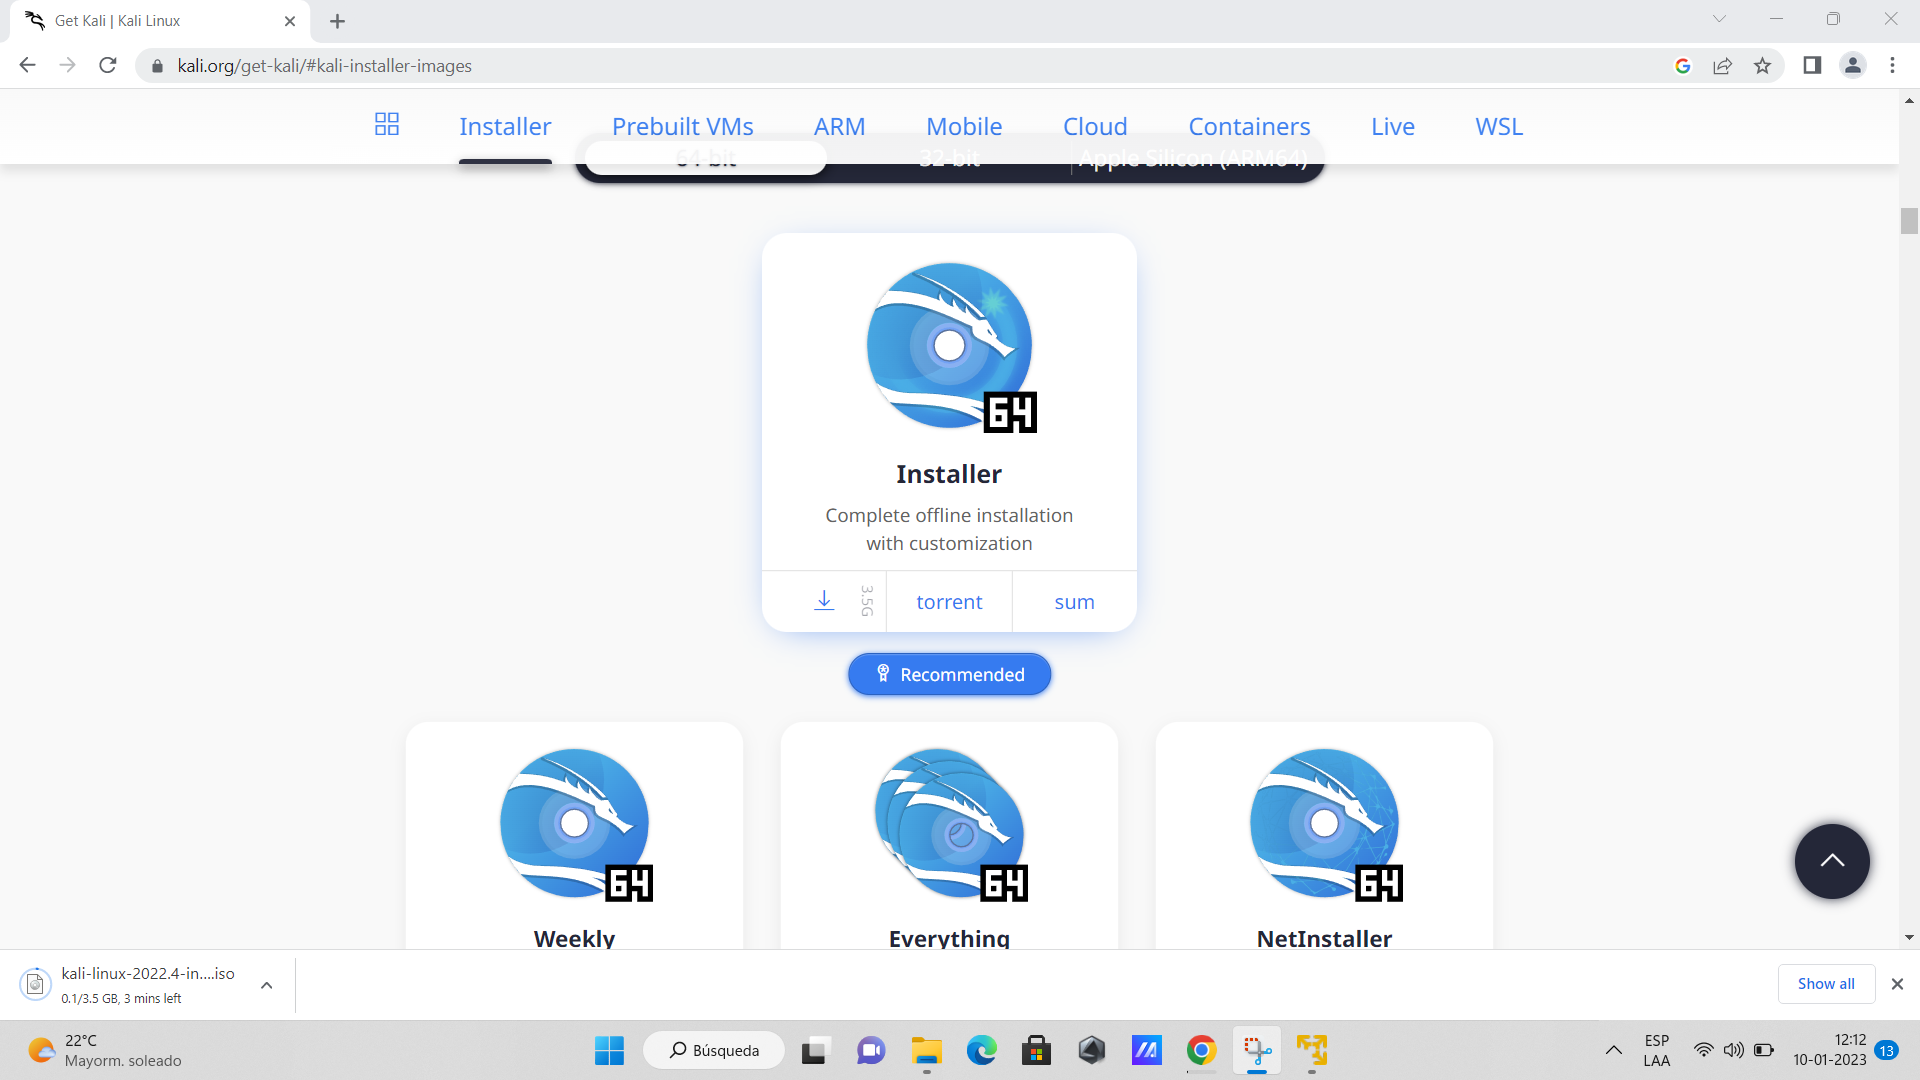 Get Kali | Kali Linux
kali.org/get-kali/#kali-installer-images
Installer Prebuilt VMs ARM Mobile Cloud Containers Live WSL
64-bit 32-bit Apple Silicon (ARM64)
64
Installer
Complete offline installation
with customization
3.5G torrent sum
Recommended
64 64 64
Weekly Everything NetInstaller
kali-linux-2022.4-in....iso
0.1/3.5 GB, 3 mins left
Show all
22°C
Mayorm. soleado
Búsqueda
ESP
LAA
12:12
10-01-2023
13